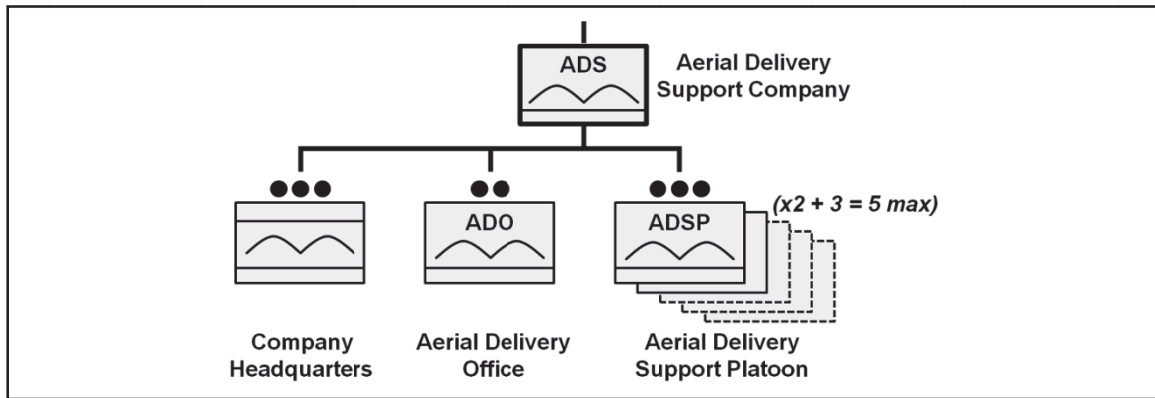 ADS
Aerial Delivery
Support Company
(x2 + 3 = 5 max)
ADO
ADSP
Company
Headquarters
Aerial Delivery
Office
Aerial Delivery
Support Platoon